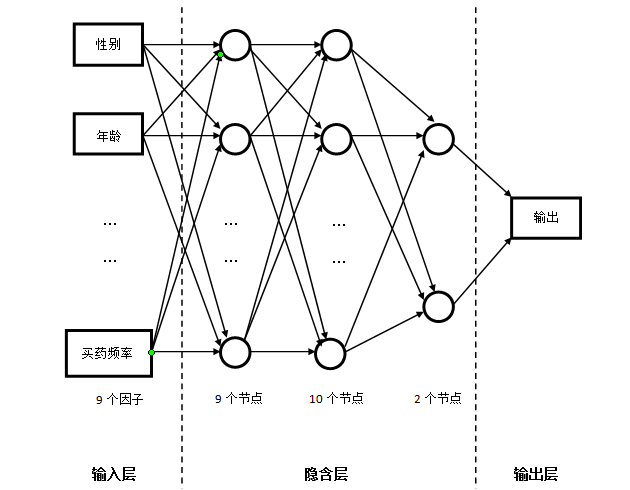 性别
年龄
输出
... ... ...
... ... ...
买药频率
9 个因子 9 个节点 10 个节点 2 个节点
输入层 隐含层 输出层